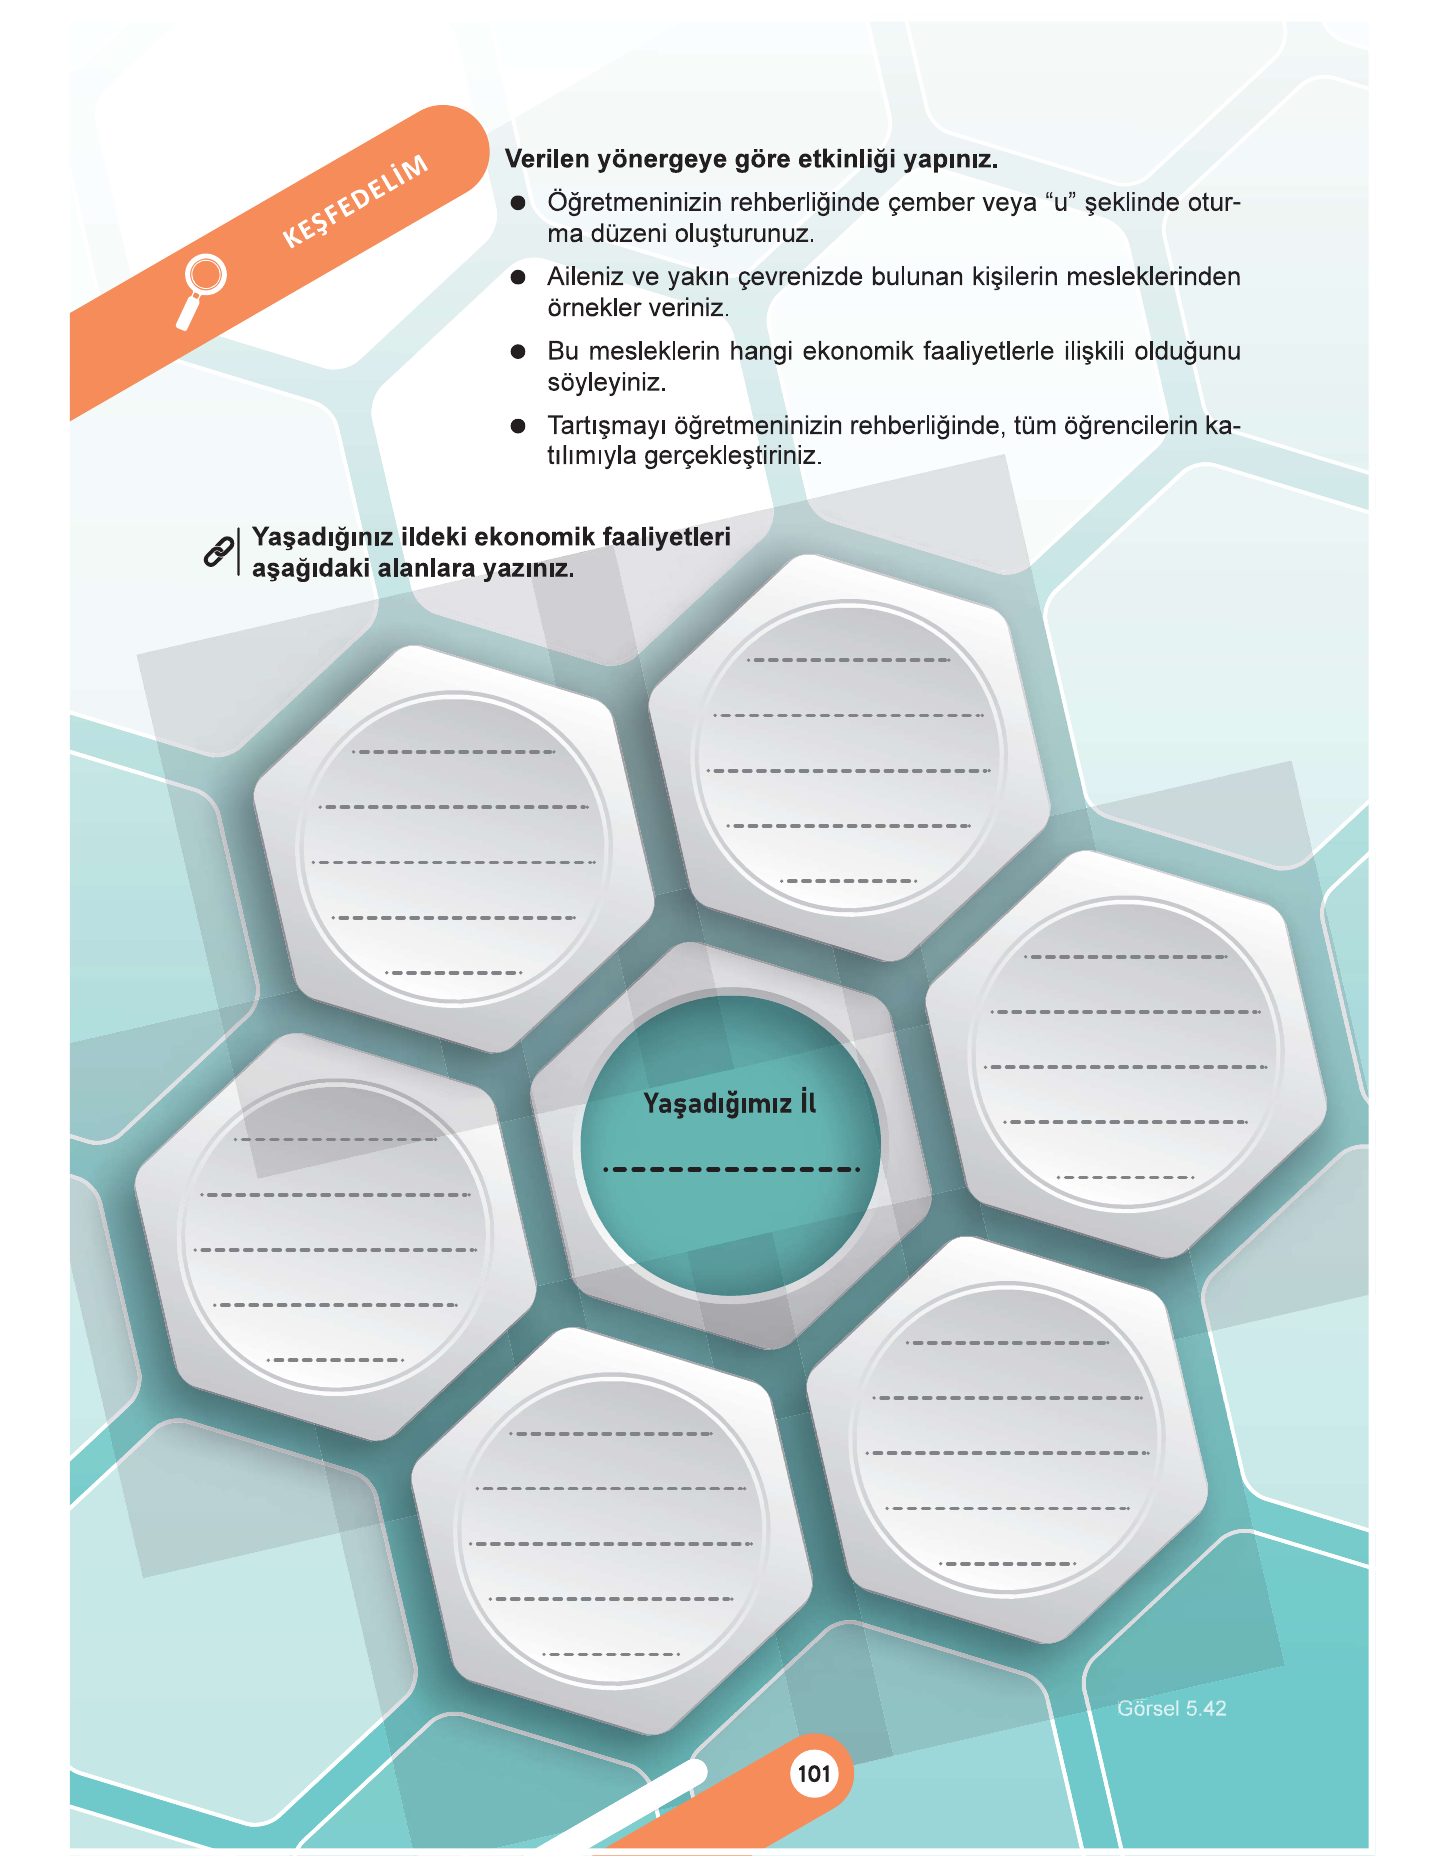 KEŞFEDELİM
Verilen yönergeye göre etkinliği yapınız.
● Öğretmeninizin rehberliğinde çember veya “u” şeklinde otur-
ma düzeni oluşturunuz.
● Aileniz ve yakın çevrenizde bulunan kişilerin mesleklerinden
örnekler veriniz.
● Bu mesleklerin hangi ekonomik faaliyetlerle ilişkili olduğunu
söyleyiniz.
● Tartışmayı öğretmeninizin rehberliğinde, tüm öğrencilerin ka-
tılımıyla gerçekleştiriniz.
Yaşadığınız ildeki ekonomik faaliyetleri
aşağıdaki alanlara yazınız.
Yaşadığımız İl
Görsel 5.42
101